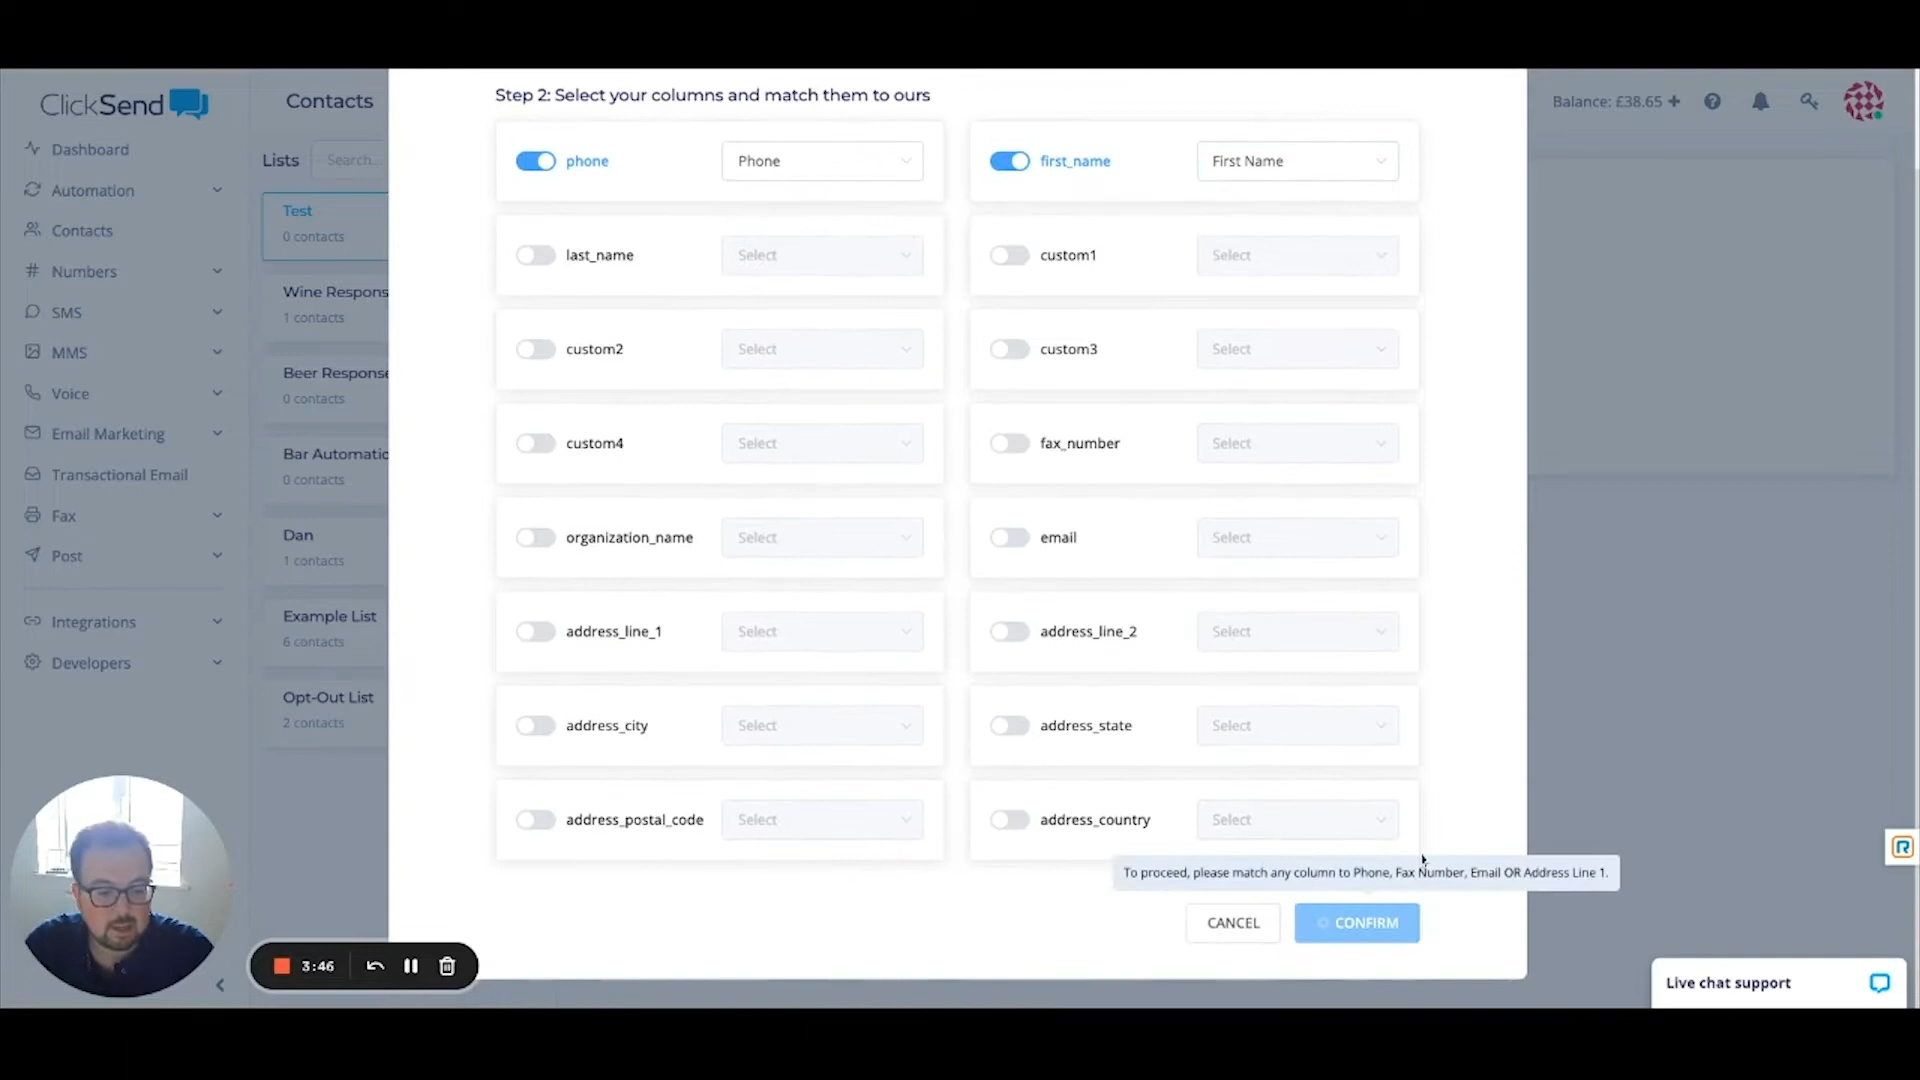 ClickSend
Dashboard
Automation
Contacts
Numbers
SMS
MMS
Voice
Email Marketing
Transactional Email
Fax
Post
Integrations
Developers
Contacts
Lists
Search...
Test
0 contacts
Wine Respons
1 contacts
Beer Response
0 contacts
Bar Automatic
0 contacts
Dan
1 contacts
Example List
6 contacts
Opt-Out List
2 contacts
Step 2: Select your columns and match them to ours
phone Phone
first_name First Name
last_name Select
custom1 Select
custom2 Select
custom3 Select
custom4 Select
fax_number Select
organization_name Select
email Select
address_line_1 Select
address_line_2 Select
address_city Select
address_state Select
address_postal_code Select
address_country Select
To proceed, please match any column to Phone, Fax Number, Email OR Address Line 1.
CANCEL
CONFIRM
Balance: £38.65 +
3:46
Live chat support